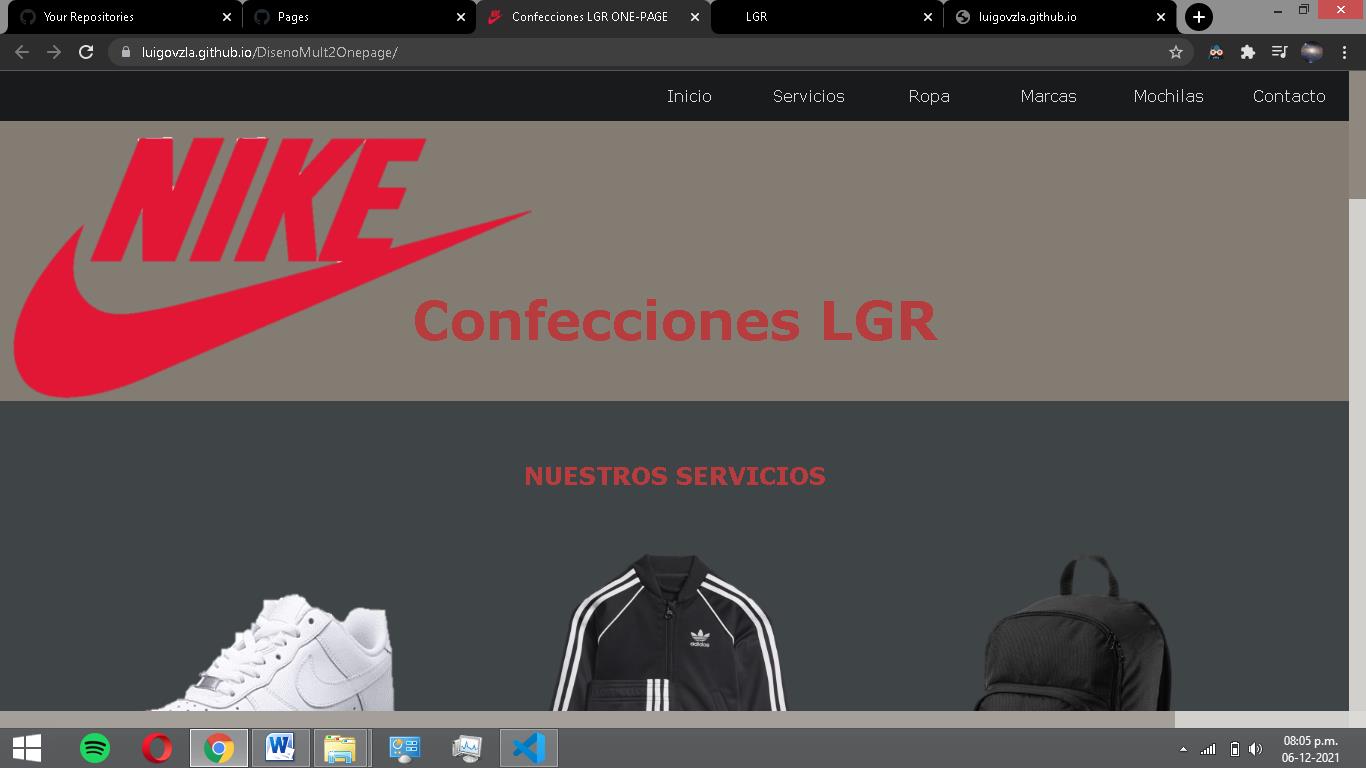 Your Repositories
Pages
Confecciones LGR ONE-PAGE
LGR
luigovzla.github.io
luigovzla.github.io/DisenoMult2Onepage/
Inicio Servicios Ropa Marcas Mochilas Contacto
NIKE
Confecciones LGR
NUESTROS SERVICIOS
adidas
08:05 p.m.
06-12-2021